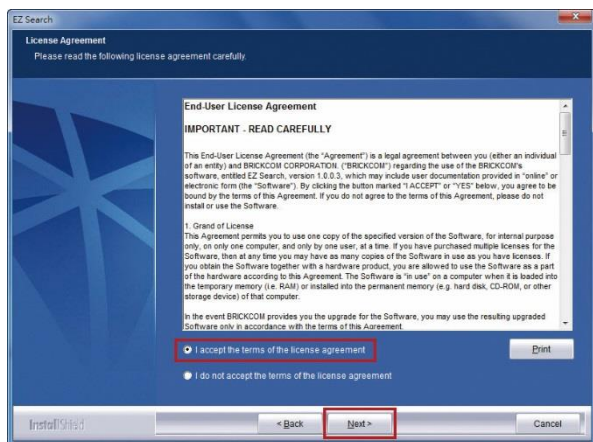 EZ Search
License Agreement
Please read the following license agreement carefully.
End-User License Agreement
IMPORTANT - READ CAREFULLY
This End-User License Agreement (the "Agreement") is a legal agreement between you (either an individual
of an entity) and BRICKCOM CORPORATION. ("BRICKCOM") regarding the use of the BRICKCOM's
software, entitled EZ Search, version 1.0.0.3, which may include user documentation provided in "online" or
electronic form (the "Software"). By clicking the button marked "I ACCEPT" or "YES" below, you agree to be
bound by the terms of this Agreement. If you do not agree to the terms of this Agreement, please do not
install or use the Software.
1. Grand of License
This Agreement permits you to use one copy of the specified version of the Software, for internal purpose
only, on only one computer, and only by one user, at a time. If you have purchased multiple licenses for the
Software, then at any time you may have as many copies of the Software in use as you have licenses. If
you obtain the Software together with a hardware product, you are allowed to use the Software as a part
of the hardware according to this Agreement. The Software is "in use" on a computer when it is loaded into
the temporary memory (i.e. RAM) or installed into the permanent memory (e.g. hard disk, CD-ROM, or other
storage device) of that computer.
In the event BRICKCOM provides you the upgrade for the Software, you may use the resulting upgraded
Software only in accordance with the terms of this Agreement.
I accept the terms of the license agreement
Print
I do not accept the terms of the license agreement
InstallShield
< Back
Next >
Cancel